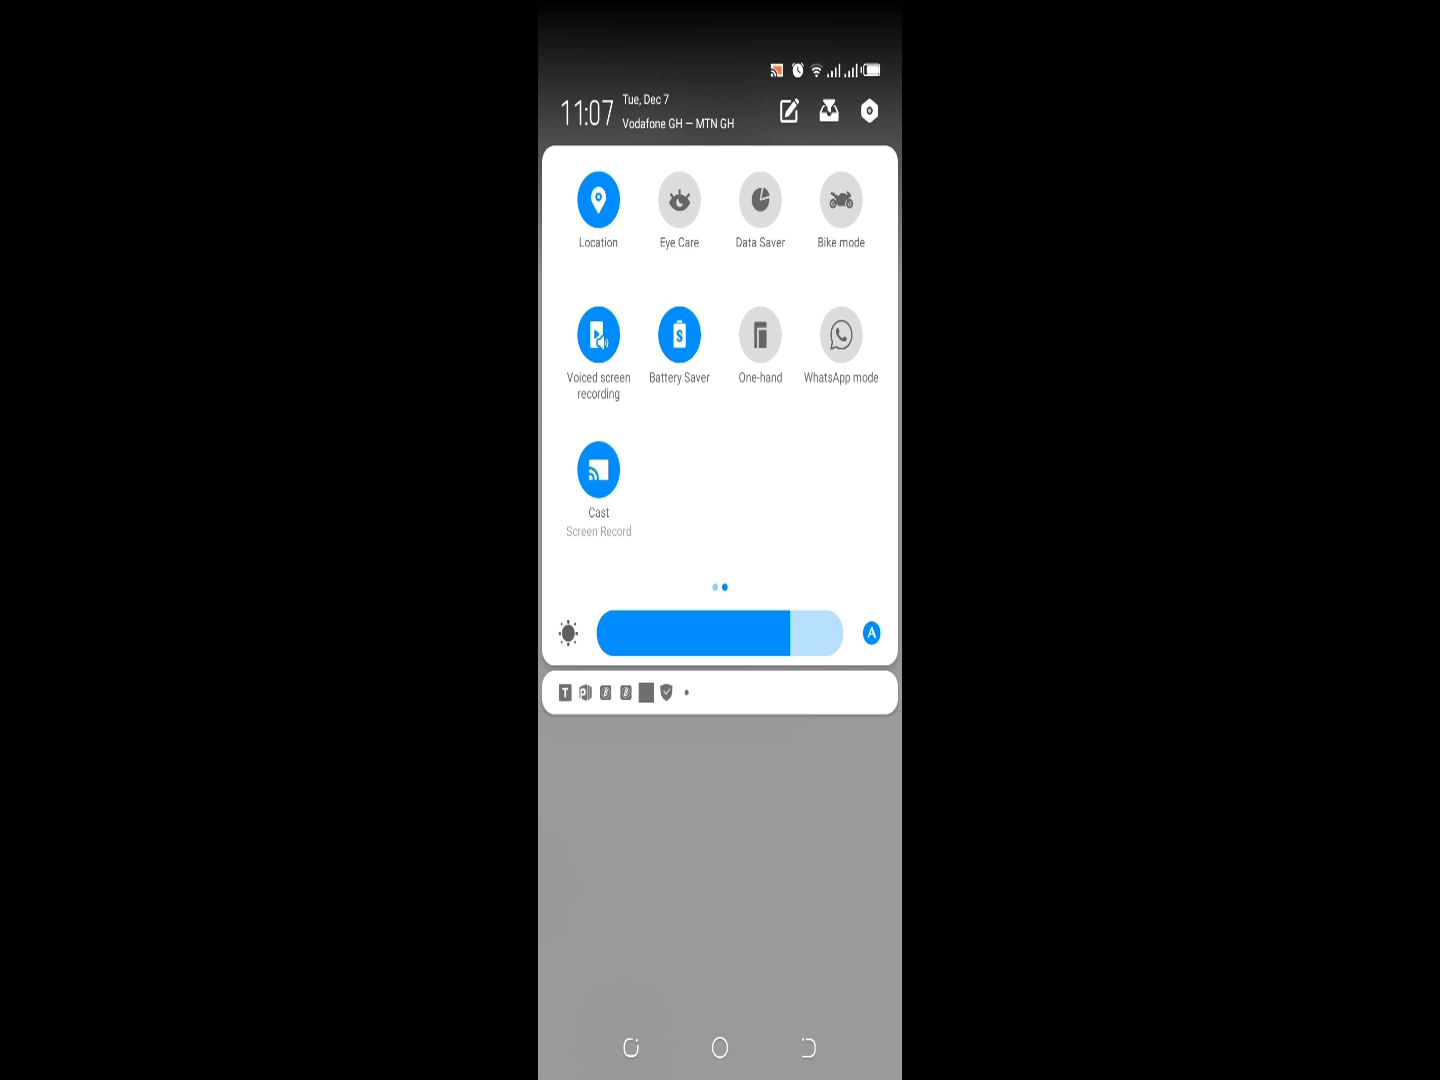 11:07
Tue, Dec 7
Vodafone GH — MTN GH
Location
Eye Care
Data Saver
Bike mode
Voiced screen
recording
Battery Saver
One-hand
WhatsApp mode
Cast
Screen Record
A